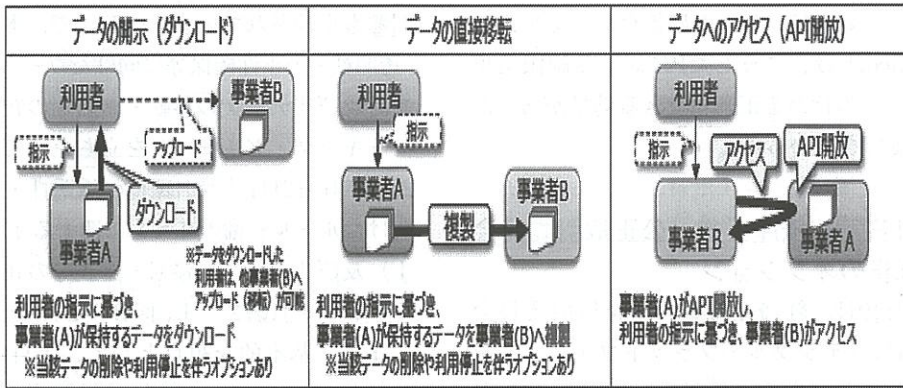 データの開示（ダウンロード）
利用者
事業者B
指示
アップロード
ダウンロード
事業者A
※データをダウンロードした
利用者は、他事業者(B)へ
アップロード（移転）が可能
利用者の指示に基づき、
事業者(A)が保持するデータをダウンロード
※当該データの削除や利用停止を伴うオプションあり
データの直接移転
利用者
指示
事業者A
事業者B
複製
利用者の指示に基づき、
事業者(A)が保持するデータを事業者(B)へ複製
※当該データの削除や利用停止を伴うオプションあり
データへのアクセス（API開放）
利用者
指示
アクセス
API開放
事業者B
事業者A
事業者(A)がAPI開放し、
利用者の指示に基づき、事業者(B)がアクセス